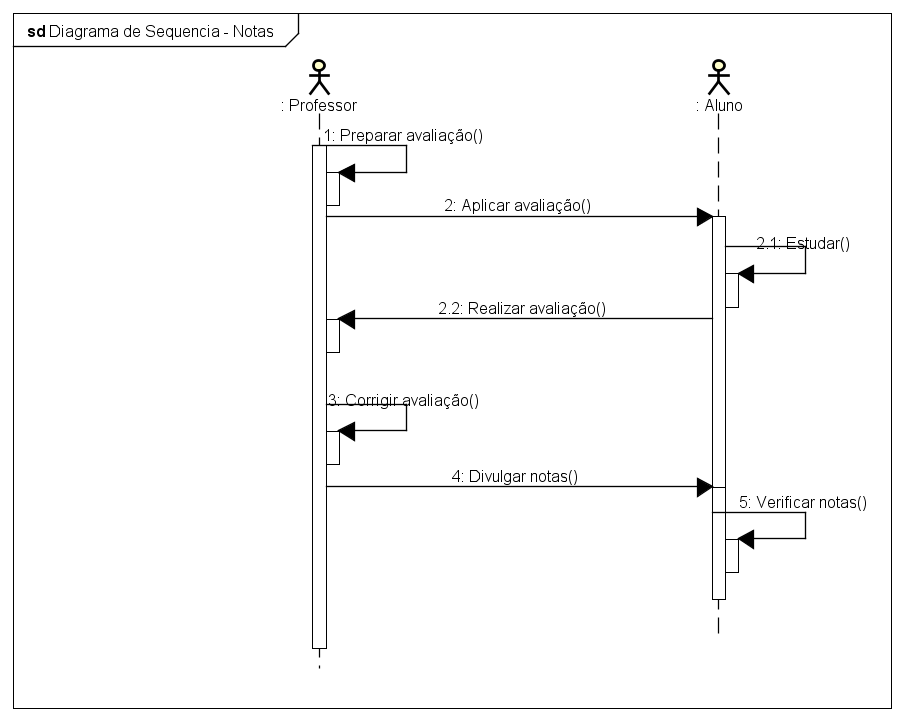 sd Diagrama de Sequencia - Notas
: Professor
: Aluno
1: Preparar avaliação()
2: Aplicar avaliação()
2.1: Estudar()
2.2: Realizar avaliação()
3: Corrigir avaliação()
4: Divulgar notas()
5: Verificar notas()